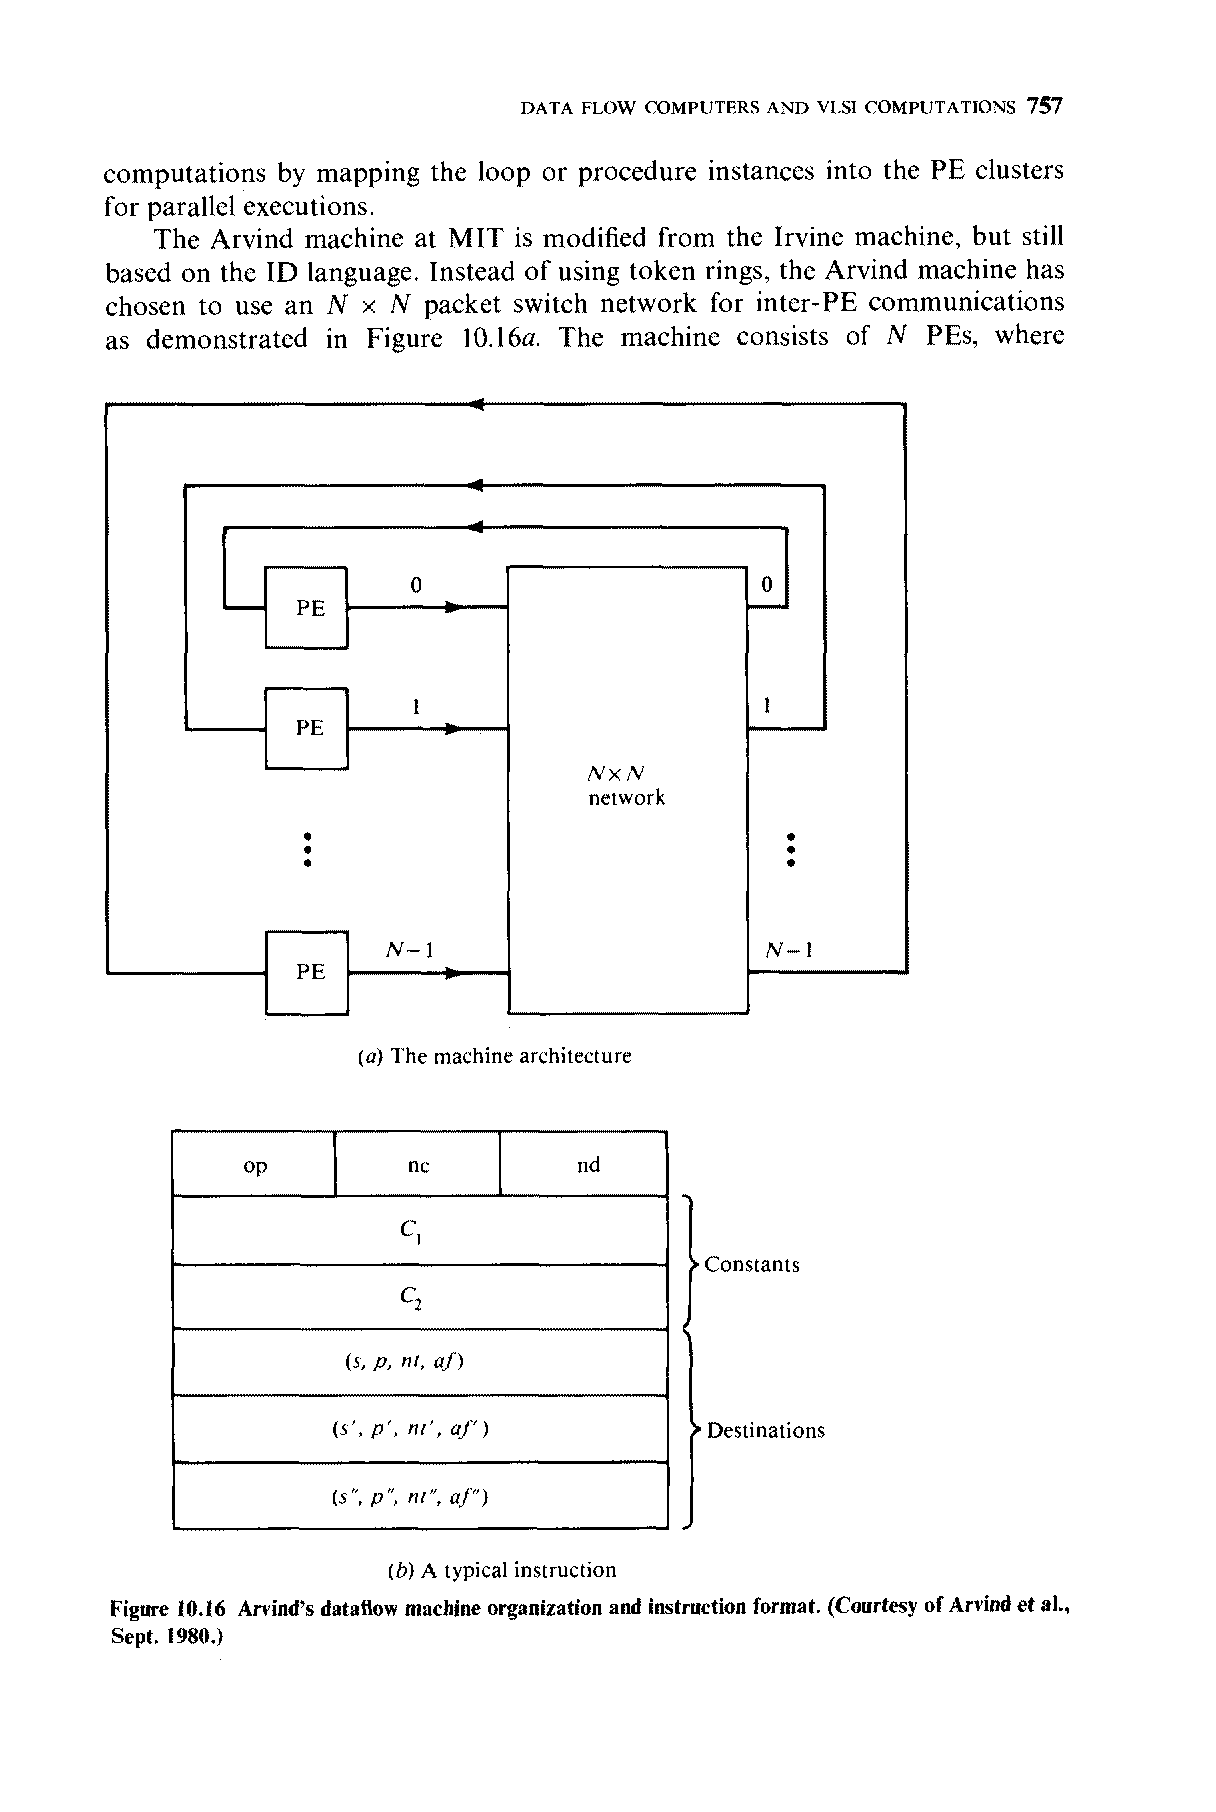 DATA FLOW COMPUTERS AND VLSI COMPUTATIONS 757
computations by mapping the loop or procedure instances into the PE clusters
for parallel executions.
The Arvind machine at MIT is modified from the Irvine machine, but still
based on the ID language. Instead of using token rings, the Arvind machine has
chosen to use an N × N packet switch network for inter-PE communications
as demonstrated in Figure 10.16a. The machine consists of N PEs, where
0
0
PE
1
1
PE
N×N
network
N−1
N−1
PE
(a) The machine architecture
op nc nd
C₁
Constants
C₂
(s, p, nt, af)
(s′, p′, nt′, af′)
Destinations
(s″, p″, nt″, af″)
(b) A typical instruction
Figure 10.16 Arvind's dataflow machine organization and instruction format. (Courtesy of Arvind et al.,
Sept. 1980.)